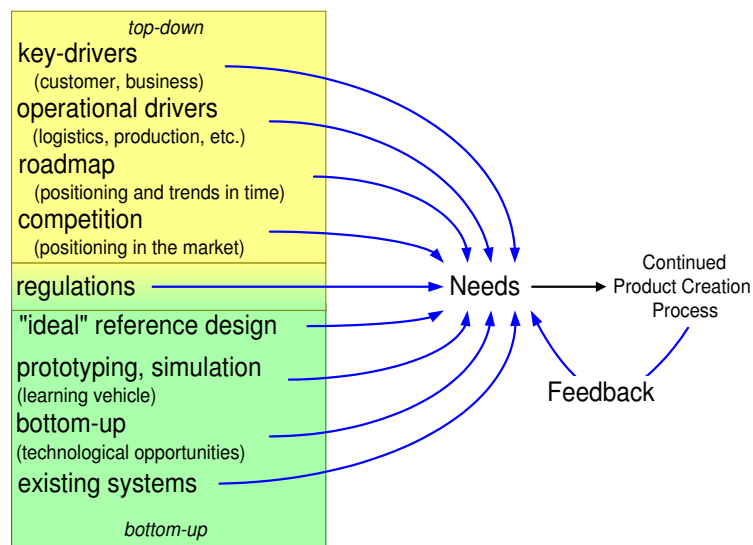 top-down
key-drivers
(customer, business)
operational drivers
(logistics, production, etc.)
roadmap
(positioning and trends in time)
competition
(positioning in the market)
regulations
"ideal" reference design
prototyping, simulation
(learning vehicle)
bottom-up
(technological opportunities)
existing systems
bottom-up
Needs
Continued
Product Creation
Process
Feedback